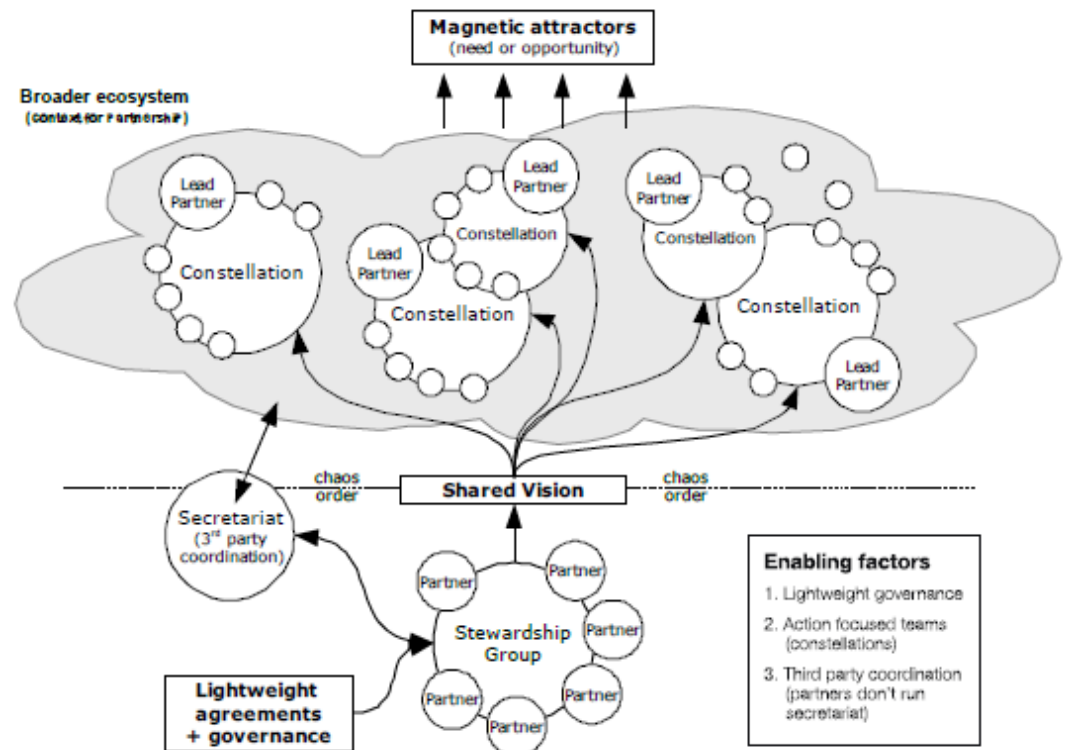 Magnetic attractors
(need or opportunity)
Broader ecosystem
(context for Partnership)
Lead
Partner
Constellation
Lead
Partner
Constellation
Lead
Partner
Constellation
Lead
Partner
Constellation
Constellation
Lead
Partner
chaos
order
Shared Vision
chaos
order
Secretariat
(3rd party
coordination)
Partner
Partner
Partner
Partner
Partner
Partner
Stewardship
Group
Lightweight
agreements
+ governance
Enabling factors
1. Lightweight governance
2. Action focused teams
(constellations)
3. Third party coordination
(partners don't run
secretariat)